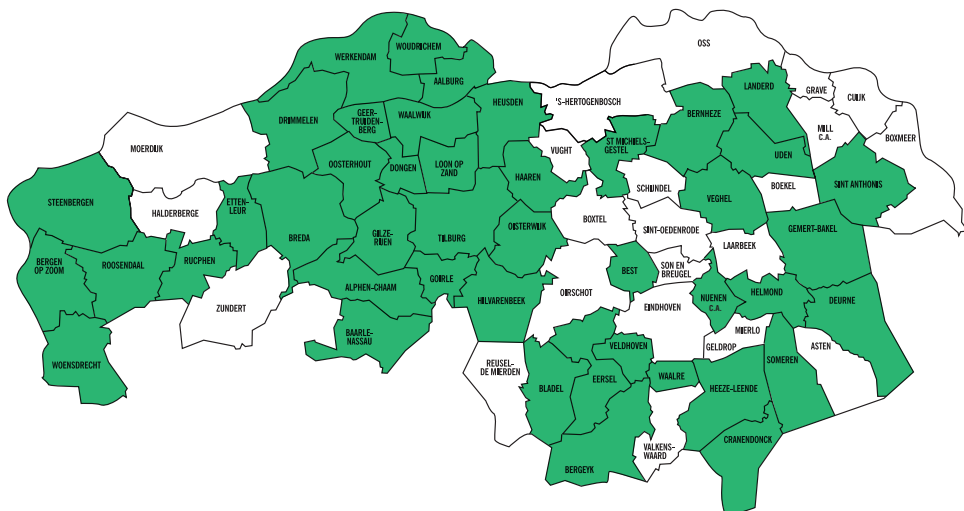 OSS
WOUDRICHEM
WERKENDAM
AALBURG
'S-HERTOGENBOSCH
LANDERD
GRAVE
CUIJK
HEUSDEN
GEER-
TRUIDEN-
BERG
WAALWIJK
BERNHEZE
DRIMMELEN
MILL
C.A.
BOXMEER
MOERDIJK
ST MICHIELS-
GESTEL
VUGHT
UDEN
OOSTERHOUT
DONGEN
LOON OP
ZAND
HAAREN
SCHIJNDEL
BOEKEL
SINT ANTHONIS
STEENBERGEN
HALDERBERGE
ETTEN-
LEUR
VEGHEL
BOXTEL
OISTERWIJK
GEMERT-BAKEL
BREDA
GILZE-
RIJEN
TILBURG
SINT-OEDENRODE
LAARBEEK
BERGEN
OP ZOOM
ROOSENDAAL
RUCPHEN
BEST
SON EN
BREUGEL
GOIRLE
ALPHEN-CHAAM
OIRSCHOT
HILVARENBEEK
NUENEN
C.A.
HELMOND
DEURNE
ZUNDERT
EINDHOVEN
BAARLE-
NASSAU
MIERLO
VELDHOVEN
GELDROP
ASTEN
WOENSDRECHT
REUSEL-
DE MIERDEN
SOMEREN
BLADEL
EERSEL
WAALRE
HEEZE-LEENDE
CRANENDONCK
VALKENS-
WAARD
BERGEYK